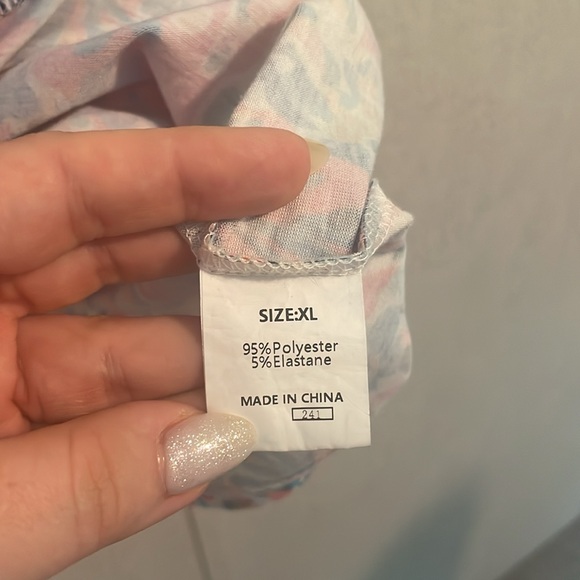 SIZE:XL
95%Polyester
5%Elastane
MADE IN CHINA
241